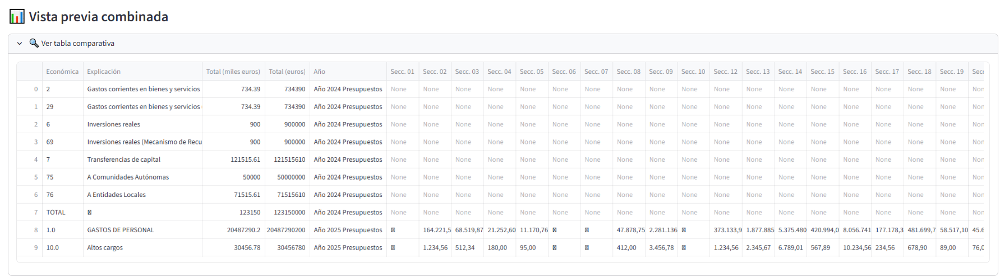 Vista previa combinada
Ver tabla comparativa
Económica Explicación Total (miles euros) Total (euros) Año Secc. 01 Secc. 02 Secc. 03 Secc. 04 Secc. 05 Secc. 06 Secc. 07 Secc. 08 Secc. 09 Secc. 10 Secc. 12 Secc. 13 Secc. 14 Secc. 15 Secc. 16 Secc. 17 Secc. 18 Secc. 19 Sec
0 2 Gastos corrientes en bienes y servicios 734.39 734390 Año 2024 Presupuestos None None None None None None None None None None None None None None None None None None Non
1 29 Gastos corrientes en bienes y servicios 734.39 734390 Año 2024 Presupuestos None None None None None None None None None None None None None None None None None None Non
2 6 Inversiones reales 900 900000 Año 2024 Presupuestos None None None None None None None None None None None None None None None None None None Non
3 69 Inversiones reales (Mecanismo de Recu 900 900000 Año 2024 Presupuestos None None None None None None None None None None None None None None None None None None Non
4 7 Transferencias de capital 121515.61 121515610 Año 2024 Presupuestos None None None None None None None None None None None None None None None None None None Non
5 75 A Comunidades Autónomas 50000 50000000 Año 2024 Presupuestos None None None None None None None None None None None None None None None None None None Non
6 76 A Entidades Locales 71515.61 71515610 Año 2024 Presupuestos None None None None None None None None None None None None None None None None None None Non
7 TOTAL 123150 123150000 Año 2024 Presupuestos None None None None None None None None None None None None None None None None None None Non
8 1.0 GASTOS DE PERSONAL 20487290.2 20487290200 Año 2025 Presupuestos 164.221,5 68.519,87 21.252,60 11.170,76 47.878,75 2.281.136 373.133,9 1.877.885 5.375.480 420.994,0 8.056.741 177.178,3 481.699,7 58.517,10 45.6
9 10.0 Altos cargos 30456.78 30456780 Año 2025 Presupuestos 1.234,56 512,34 180,00 95,00 412,00 3.456,78 1.234,56 2.345,67 6.789,01 567,89 10.234,56 234,56 678,90 89,00 76,0